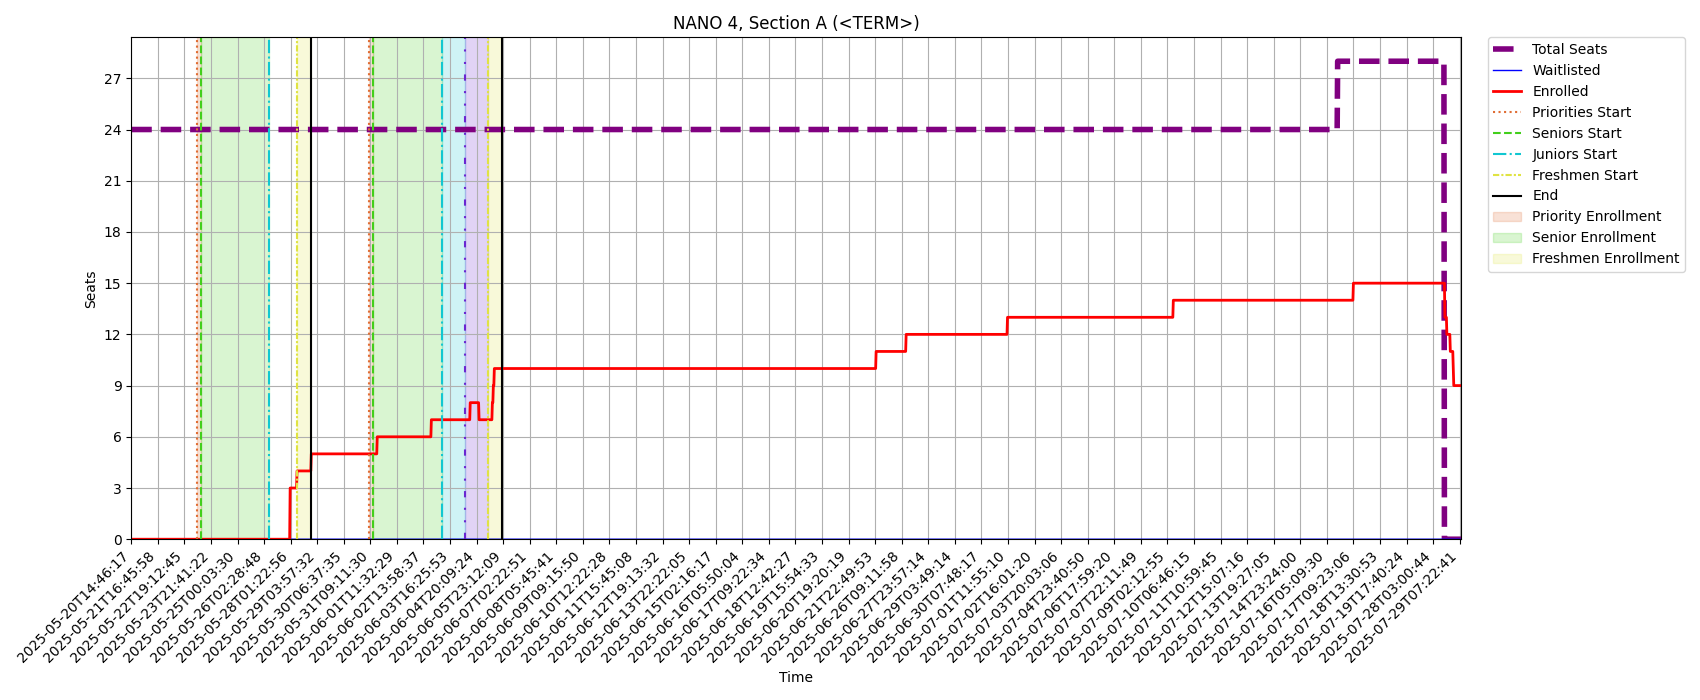 NANO 4, Section A (<TERM>)
Total Seats
Waitlisted
Enrolled
Priorities Start
Seniors Start
Juniors Start
Freshmen Start
End
Priority Enrollment
Senior Enrollment
Freshmen Enrollment
Seats
27
24
21
18
15
12
9
6
3
0
2025-05-20T14:46:17
2025-05-21T16:45:58
2025-05-22T19:12:45
2025-05-23T21:41:22
2025-05-25T00:03:30
2025-05-26T02:28:48
2025-05-28T01:22:56
2025-05-29T03:57:32
2025-05-30T06:37:35
2025-05-31T09:11:30
2025-06-01T11:32:29
2025-06-02T13:58:37
2025-06-03T16:25:53
2025-06-04T20:09:24
2025-06-05T23:12:09
2025-06-07T02:22:51
2025-06-08T05:45:41
2025-06-09T09:15:50
2025-06-10T12:22:28
2025-06-11T15:45:08
2025-06-12T19:13:32
2025-06-13T22:22:05
2025-06-15T02:16:17
2025-06-16T05:50:04
2025-06-17T09:22:34
2025-06-18T12:42:27
2025-06-19T15:54:33
2025-06-20T19:20:19
2025-06-21T22:49:53
2025-06-26T09:11:58
2025-06-27T23:57:14
2025-06-29T03:49:14
2025-06-30T07:48:17
2025-07-01T11:55:10
2025-07-02T16:01:20
2025-07-03T20:03:06
2025-07-04T23:40:50
2025-07-06T17:59:20
2025-07-07T22:11:49
2025-07-09T02:12:55
2025-07-10T06:46:15
2025-07-11T10:59:45
2025-07-12T15:07:16
2025-07-13T19:27:05
2025-07-14T23:24:00
2025-07-16T05:09:30
2025-07-17T09:23:06
2025-07-18T13:30:53
2025-07-19T17:40:24
2025-07-28T03:00:44
2025-07-29T07:22:41
Time